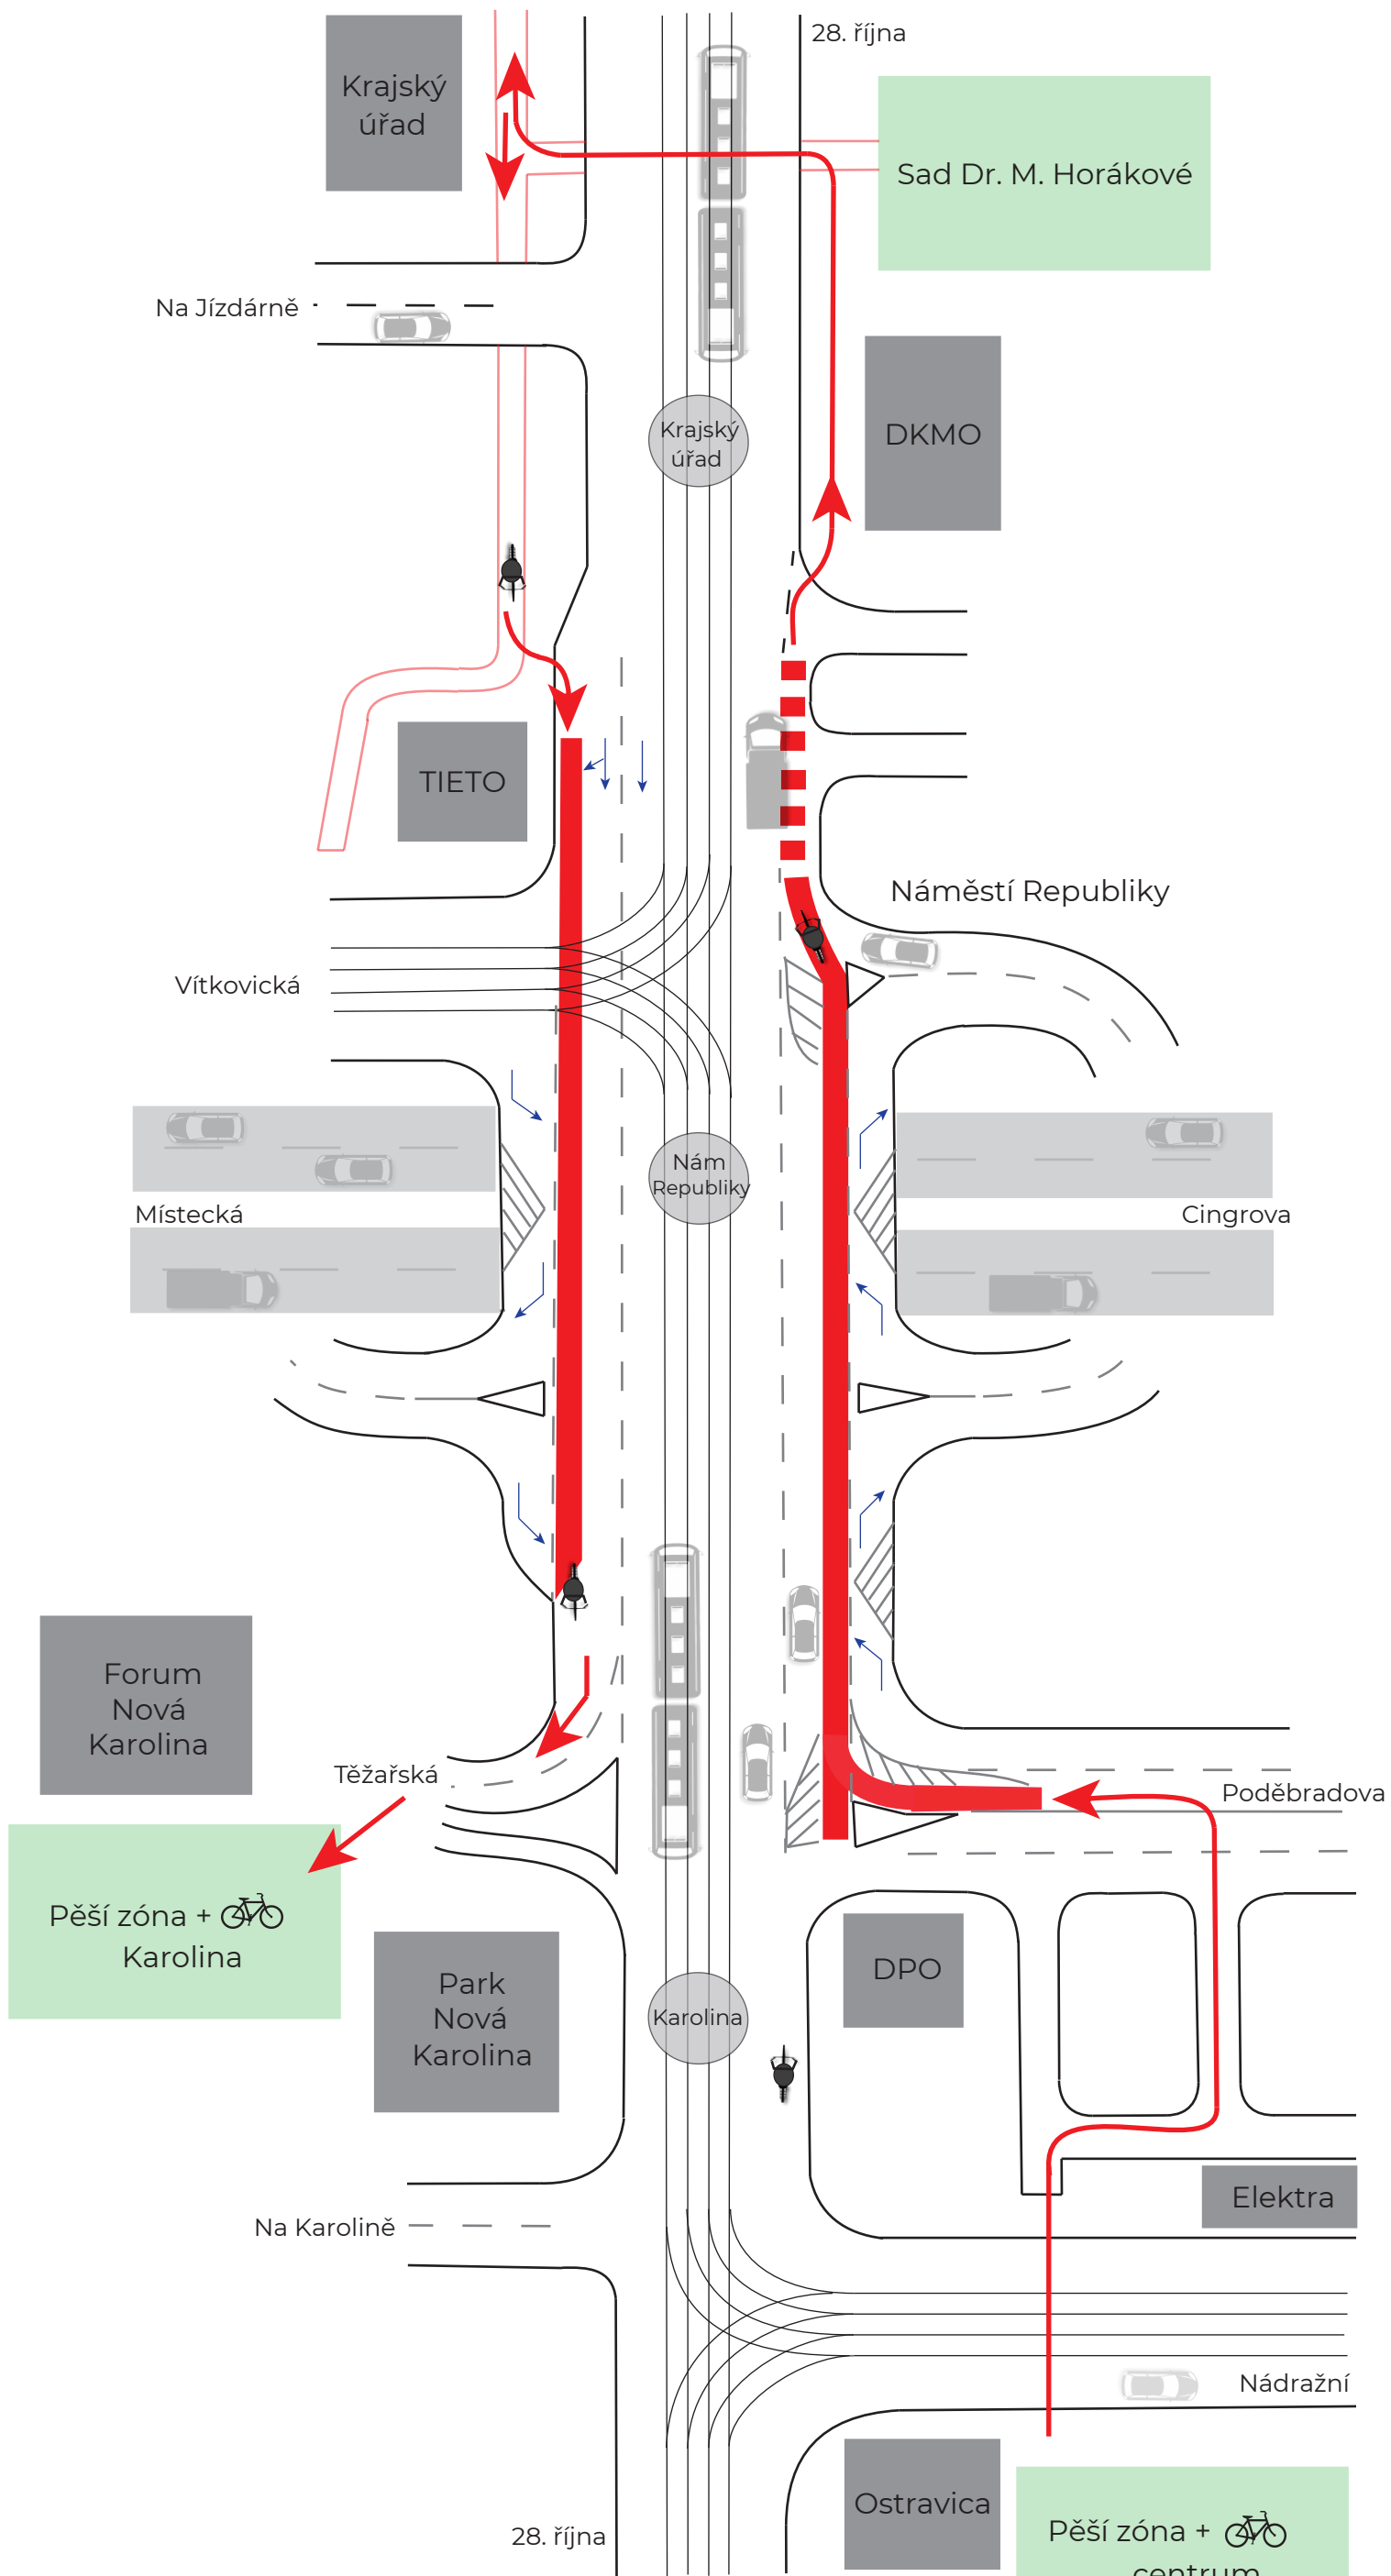 28. října
Krajský
úřad
Sad Dr. M. Horákové
Na Jízdárně
Krajský
úřad
DKMO
TIETO
Náměstí Republiky
Vítkovická
Nám
Republiky
Místecká
Cingrova
Forum
Nová
Karolina
Těžařská
Poděbradova
Pěší zóna +
Karolina
DPO
Park
Nová
Karolina
Karolina
Elektra
Na Karolině
Nádražní
Ostravica
28. října
Pěší zóna +
centrum